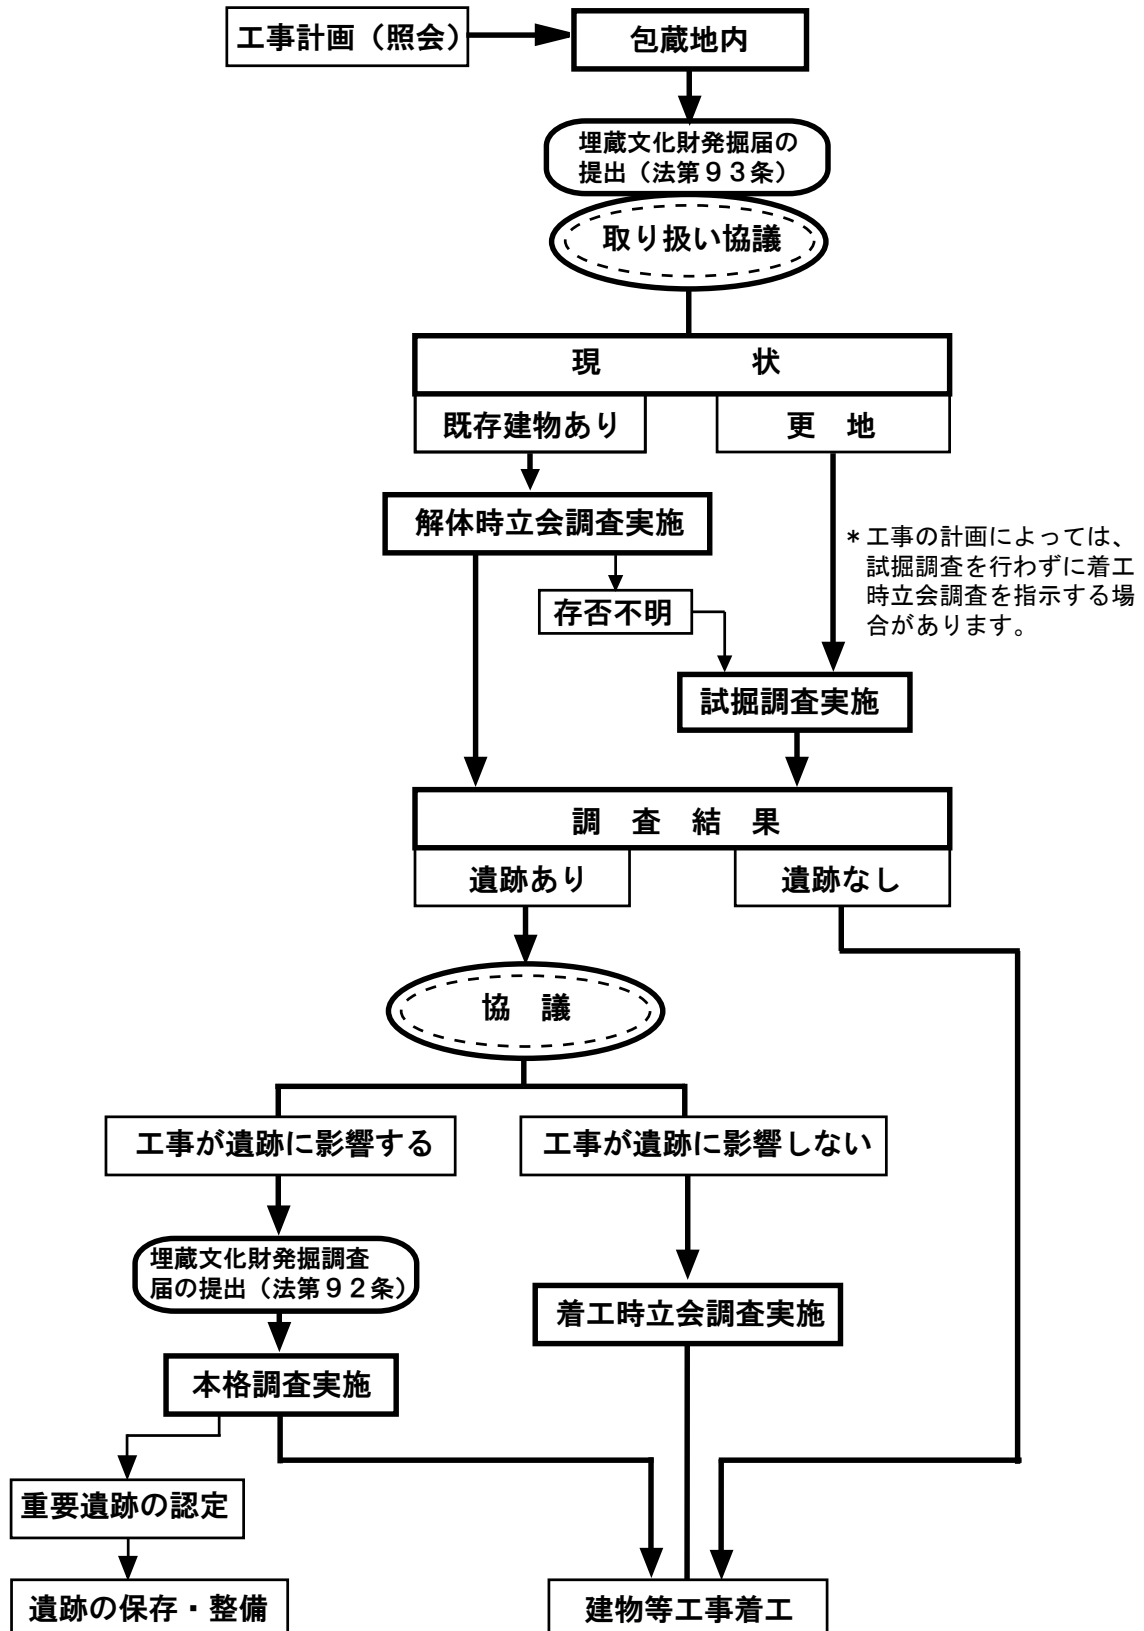 工事計画（照会）
包蔵地内
埋蔵文化財発掘届の
提出（法第９３条）
取り扱い協議
現　状
既存建物あり
更　地
解体時立会調査実施
＊工事の計画によっては、
試掘調査を行わずに着工
時立会調査を指示する場
合があります。
存否不明
試掘調査実施
調　査　結　果
遺跡あり
遺跡なし
協　議
工事が遺跡に影響する
工事が遺跡に影響しない
埋蔵文化財発掘調査
届の提出（法第９２条）
着工時立会調査実施
本格調査実施
重要遺跡の認定
遺跡の保存・整備
建物等工事着工